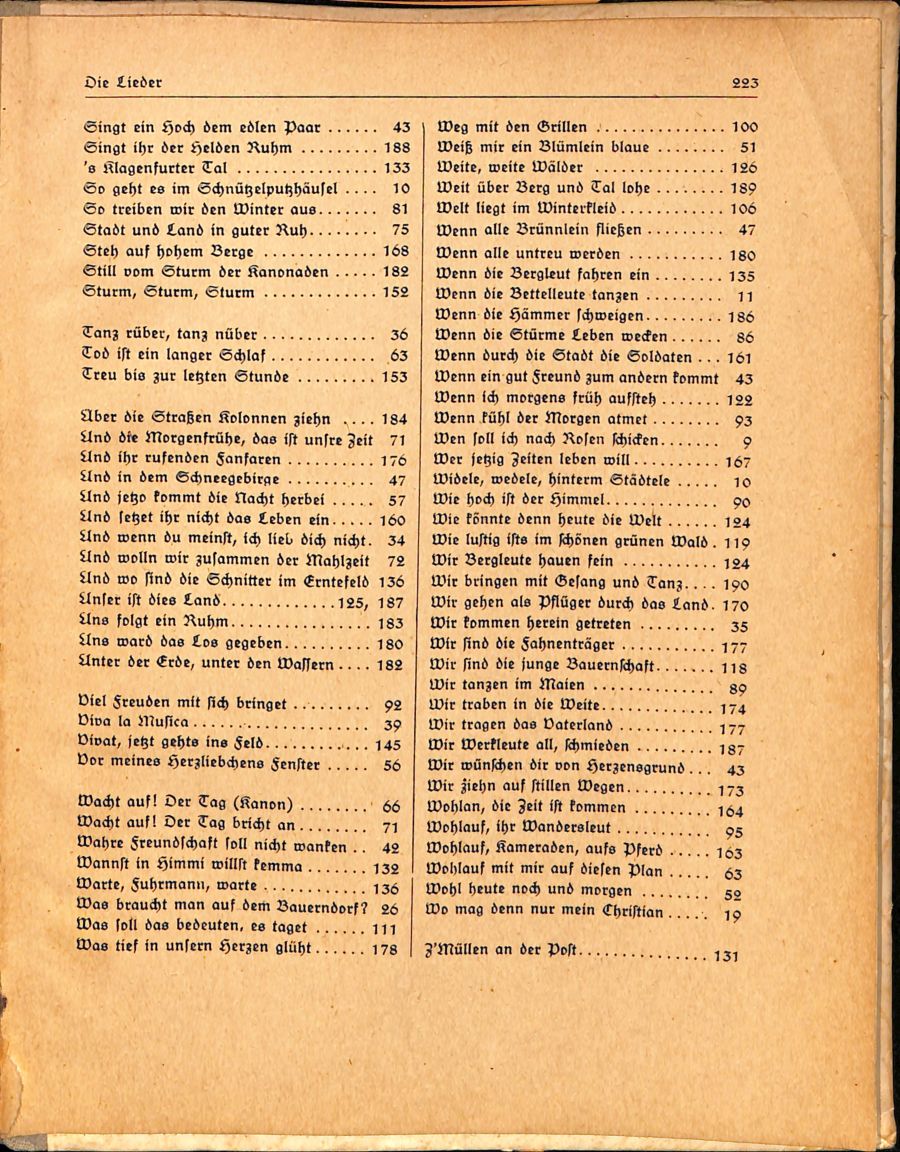 Die Lieder 223
Singt ein Hoch dem edlen Paar ...... 43
Singt ihr der Helden Ruhm ......... 188
's Klagenfurter Tal ................ 133
So geht es im Schnützelputzhäusel .... 10
So treiben wir den Winter aus....... 81
Stadt und Land in guter Ruh........ 75
Steh auf hohem Berge ............. 168
Still vom Sturm der Kanonaden ..... 182
Sturm, Sturm, Sturm ............. 152
Tanz rüber, tanz nüber ............. 36
Tod ist ein langer Schlaf ............ 63
Treu bis zur letzten Stunde ......... 153
Über die Straßen Kolonnen ziehn .... 184
Und die Morgenfrühe, das ist unsre Zeit 71
Und ihr rufenden Fanfaren .......... 176
Und in dem Schneegebirge .......... 47
Und jetzo kommt die Nacht herbei ..... 57
Und setzet ihr nicht das Leben ein..... 160
Und wenn du meinst, ich lieb dich nicht. 34
Und wolln wir zusammen der Mahlzeit 72
Und wo sind die Schnitter im Erntefeld 136
Unser ist dies Land............125, 187
Uns folgt ein Ruhm................ 183
Uns ward das Los gegeben.......... 180
Unter der Erde, unter den Wassern .... 182
Viel Freuden mit sich bringet ......... 92
Viva la Musica ................... 39
Vivat, jetzt gehts ins Feld............ 145
Vor meines Herzliebchens Fenster ..... 56
Wacht auf! Der Tag (Kanon) ........ 66
Wacht auf! Der Tag bricht an ........ 71
Wahre Freundschaft soll nicht wanken .. 42
Wannst in Himmi willst kemma ....... 132
Warte, Fuhrmann, warte ............ 136
Was braucht man auf dem Bauerndorf? 26
Was soll das bedeuten, es taget ...... 111
Was tief in unsern Herzen glüht...... 178
Weg mit den Grillen ............... 100
Weiß mir ein Blümlein blaue ........ 51
Weite, weite Wälder ............... 126
Weit über Berg und Tal lohe ......... 189
Welt liegt im Winterkleid............ 106
Wenn alle Brünnlein fließen ......... 47
Wenn alle untreu werden ........... 180
Wenn die Bergleut fahren ein ........ 135
Wenn die Bettelleute tanzen ......... 11
Wenn die Hämmer schweigen......... 186
Wenn die Stürme Leben wecken ...... 86
Wenn durch die Stadt die Soldaten ... 161
Wenn ein gut Freund zum andern kommt 43
Wenn ich morgens früh aufsteh ....... 122
Wenn kühl der Morgen atmet ........ 93
Wen soll ich nach Rosen schicken........ 9
Wer jetzig Zeiten leben will.......... 167
Widele, wedele, hinterm Städtele ..... 10
Wie hoch ist der Himmel............ 90
Wie könnte denn heute die Welt ...... 124
Wie lustig ists im schönen grünen Wald . 119
Wir Bergleute hauen fein ........... 124
Wir bringen mit Gesang und Tanz.... 190
Wir gehen als Pflüger durch das Land. 170
Wir kommen herein getreten ......... 35
Wir sind die Fahnenträger .......... 177
Wir sind die junge Bauernschaft....... 118
Wir tanzen im Maien .............. 89
Wir traben in die Weite............. 174
Wir tragen das Vaterland ........... 177
Wir Werkleute all, schmieden ........ 187
Wir wünschen dir von Herzensgrund ... 43
Wir ziehn auf stillen Wegen.......... 173
Wohlan, die Zeit ist kommen ......... 164
Wohlauf, ihr Wandersleut ........... 95
Wohlauf, Kameraden, aufs Pferd ..... 163
Wohlauf mit mir auf diesen Plan ..... 63
Wohl heute noch und morgen ........ 52
Wo mag denn nur mein Christian ..... 19
Z'Müllen an der Post................ 131